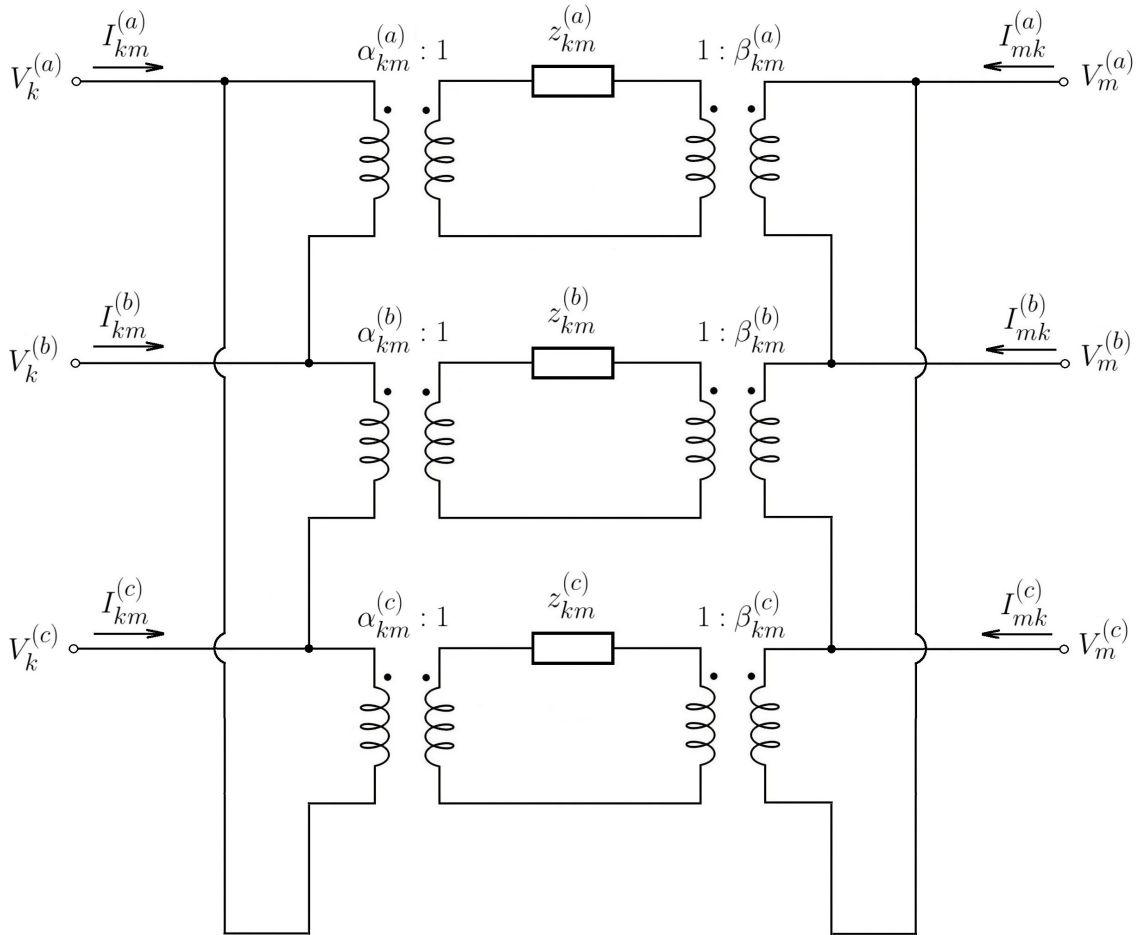 I_{km}^{(a)} α_{km}^{(a)} : 1 z_{km}^{(a)} 1 : β_{km}^{(a)} I_{mk}^{(a)}
V_k^{(a)} V_m^{(a)}
I_{km}^{(b)} α_{km}^{(b)} : 1 z_{km}^{(b)} 1 : β_{km}^{(b)} I_{mk}^{(b)}
V_k^{(b)} V_m^{(b)}
I_{km}^{(c)} α_{km}^{(c)} : 1 z_{km}^{(c)} 1 : β_{km}^{(c)} I_{mk}^{(c)}
V_k^{(c)} V_m^{(c)}